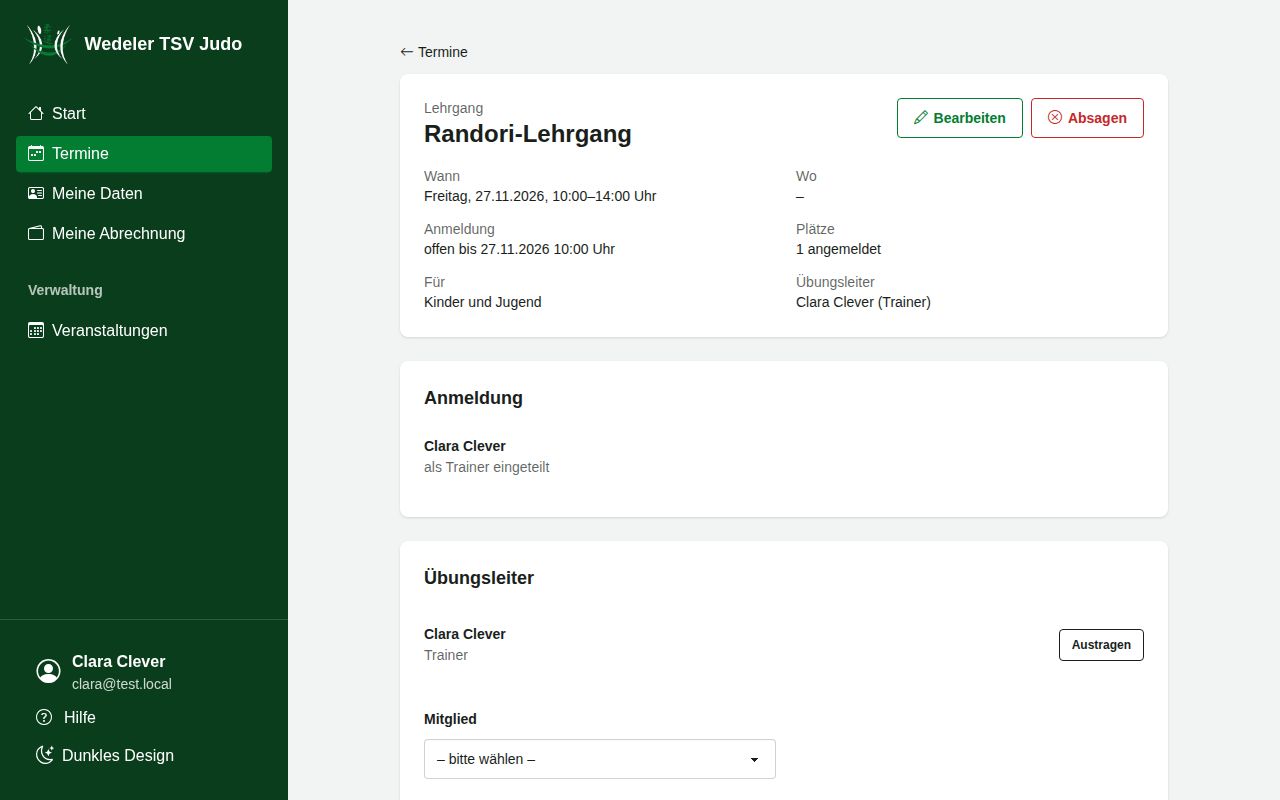 Wedeler TSV Judo
Start
Termine
Meine Daten
Meine Abrechnung
Verwaltung
Veranstaltungen
Clara Clever
clara@test.local
Hilfe
Dunkles Design
← Termine
Lehrgang
Randori-Lehrgang
Bearbeiten
Absagen
Wann
Freitag, 27.11.2026, 10:00–14:00 Uhr
Wo
–
Anmeldung
offen bis 27.11.2026 10:00 Uhr
Plätze
1 angemeldet
Für
Kinder und Jugend
Übungsleiter
Clara Clever (Trainer)
Anmeldung
Clara Clever
als Trainer eingeteilt
Übungsleiter
Clara Clever
Trainer
Austragen
Mitglied
– bitte wählen –